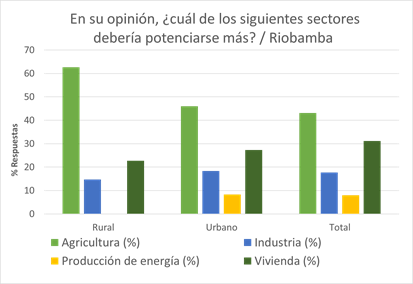 En su opinión, ¿cuál de los siguientes sectores
debería potenciarse más? / Riobamba
% Respuestas
70
60
50
40
30
20
10
0
Rural
Urbano
Total
Agricultura (%)
Industria (%)
Producción de energía (%)
Vivienda (%)